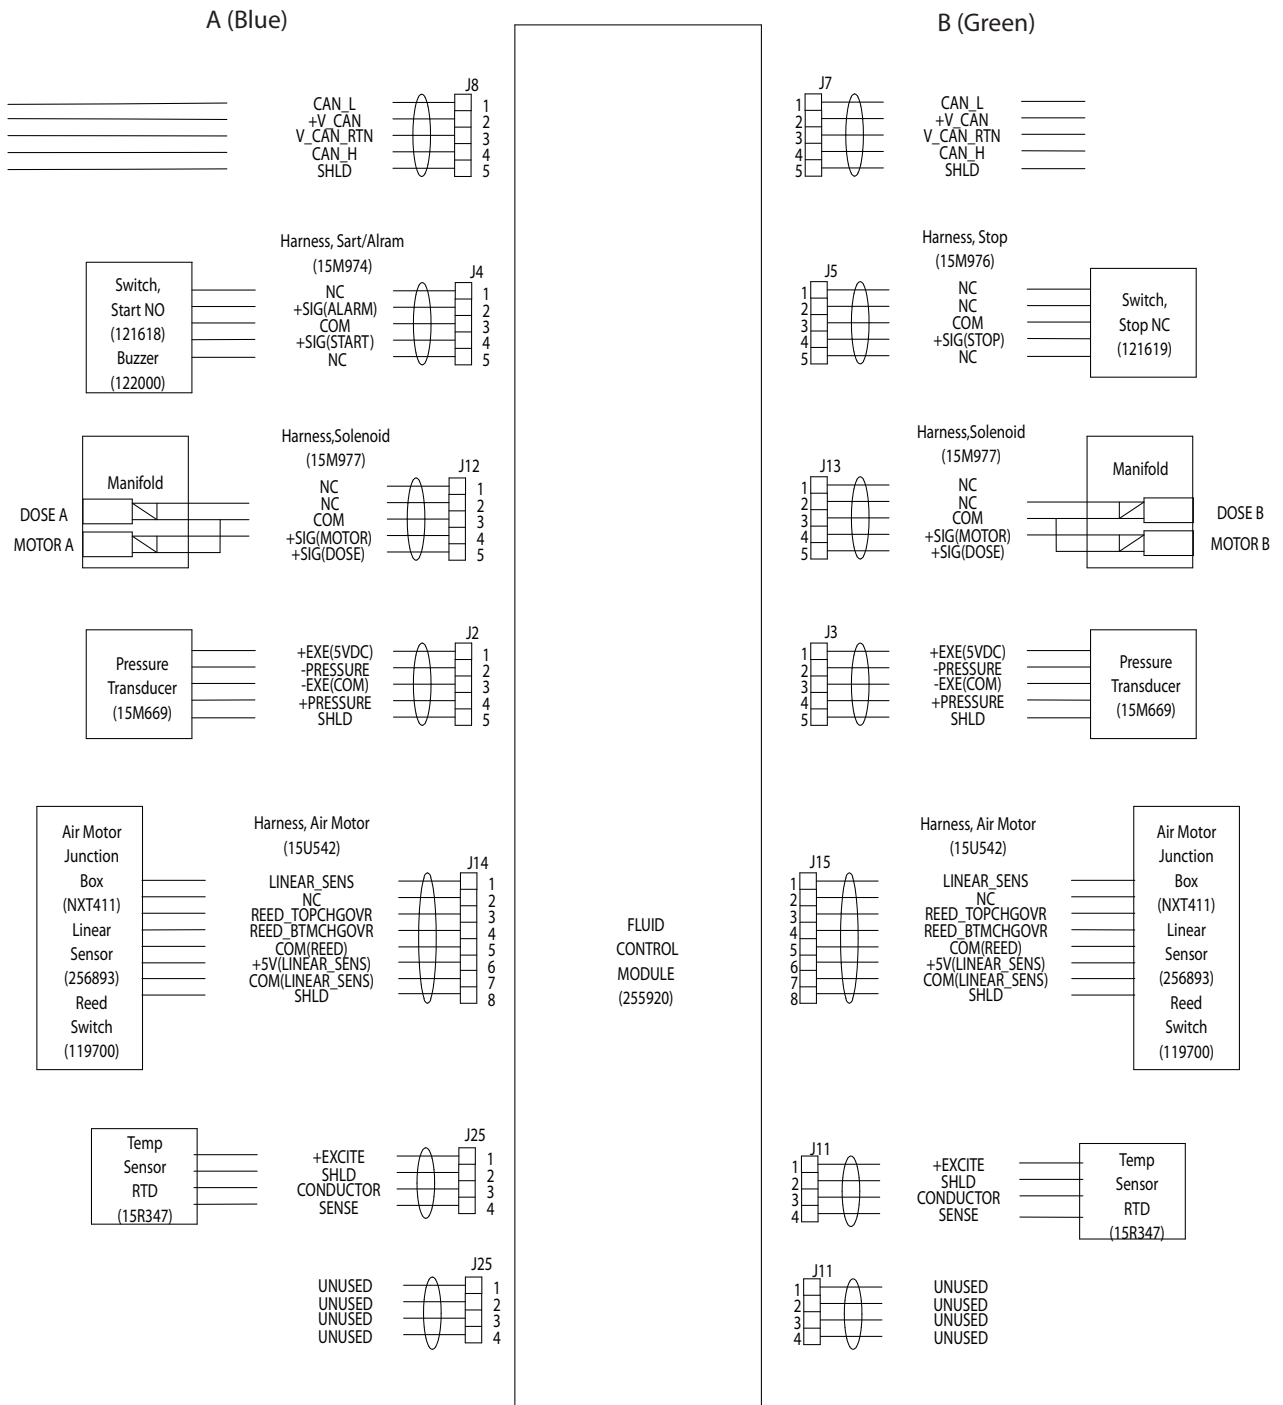 A (Blue)
B (Green)
J8
CAN_L
+V_CAN
V_CAN_RTN
CAN_H
SHLD
1
2
3
4
5
J7
1
2
3
4
5
CAN_L
+V_CAN
V_CAN_RTN
CAN_H
SHLD
Harness, Sart/Alram
(15M974)
J4
Switch,
Start NO
(121618)
Buzzer
(122000)
NC
+SIG(ALARM)
COM
+SIG(START)
NC
1
2
3
4
5
Harness, Stop
(15M976)
J5
1
2
3
4
5
NC
NC
COM
+SIG(STOP)
NC
Switch,
Stop NC
(121619)
Harness,Solenoid
(15M977)
J12
Manifold
DOSE A
MOTOR A
NC
NC
COM
+SIG(MOTOR)
+SIG(DOSE)
1
2
3
4
5
Harness,Solenoid
(15M977)
J13
1
2
3
4
5
NC
NC
COM
+SIG(MOTOR)
+SIG(DOSE)
Manifold
DOSE B
MOTOR B
J2
Pressure
Transducer
(15M669)
+EXE(5VDC)
-PRESSURE
-EXE(COM)
+PRESSURE
SHLD
1
2
3
4
5
J3
1
2
3
4
5
+EXE(5VDC)
-PRESSURE
-EXE(COM)
+PRESSURE
SHLD
Pressure
Transducer
(15M669)
Harness, Air Motor
(15U542)
J14
Air Motor
Junction
Box
(NXT411)
Linear
Sensor
(256893)
Reed
Switch
(119700)
LINEAR_SENS
NC
REED_TOPCHGOVR
REED_BTMCHGOVR
COM(REED)
+5V(LINEAR_SENS)
COM(LINEAR_SENS)
SHLD
1
2
3
4
5
6
7
8
FLUID
CONTROL
MODULE
(255920)
Harness, Air Motor
(15U542)
J15
1
2
3
4
5
6
7
8
LINEAR_SENS
NC
REED_TOPCHGOVR
REED_BTMCHGOVR
COM(REED)
+5V(LINEAR_SENS)
COM(LINEAR_SENS)
SHLD
Air Motor
Junction
Box
(NXT411)
Linear
Sensor
(256893)
Reed
Switch
(119700)
J25
Temp
Sensor
RTD
(15R347)
+EXCITE
SHLD
CONDUCTOR
SENSE
1
2
3
4
J11
1
2
3
4
+EXCITE
SHLD
CONDUCTOR
SENSE
Temp
Sensor
RTD
(15R347)
J25
UNUSED
UNUSED
UNUSED
UNUSED
1
2
3
4
J11
1
2
3
4
UNUSED
UNUSED
UNUSED
UNUSED